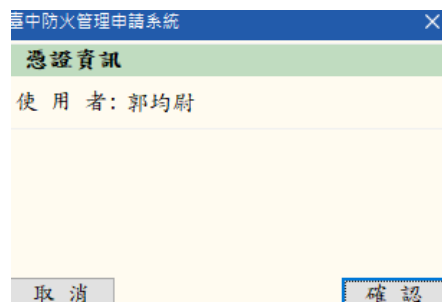 臺中防火管理申請系統
憑證資訊
使用者:郭均尉
取消
確認